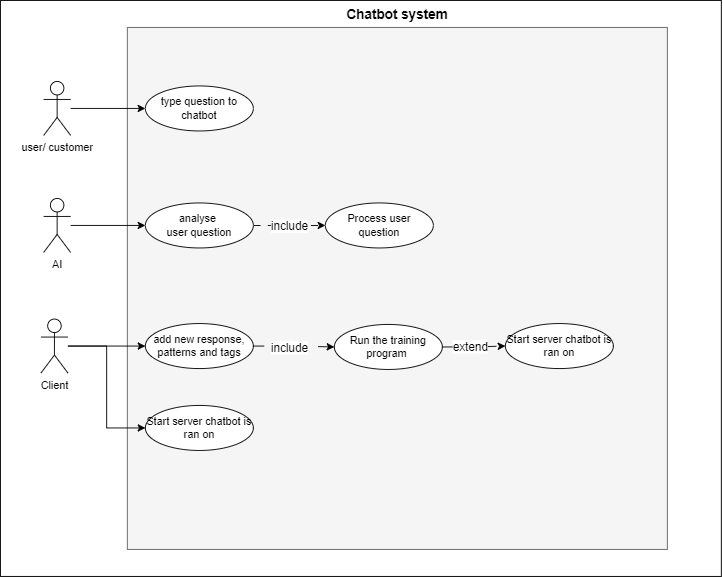 Chatbot system
type question to
chatbot
user/ customer
analyse
user question
-include
Process user
question
AI
add new response,
patterns and tags
include
Run the training
program
extend
Start server chatbot is
ran on
Client
Start server chatbot is
ran on